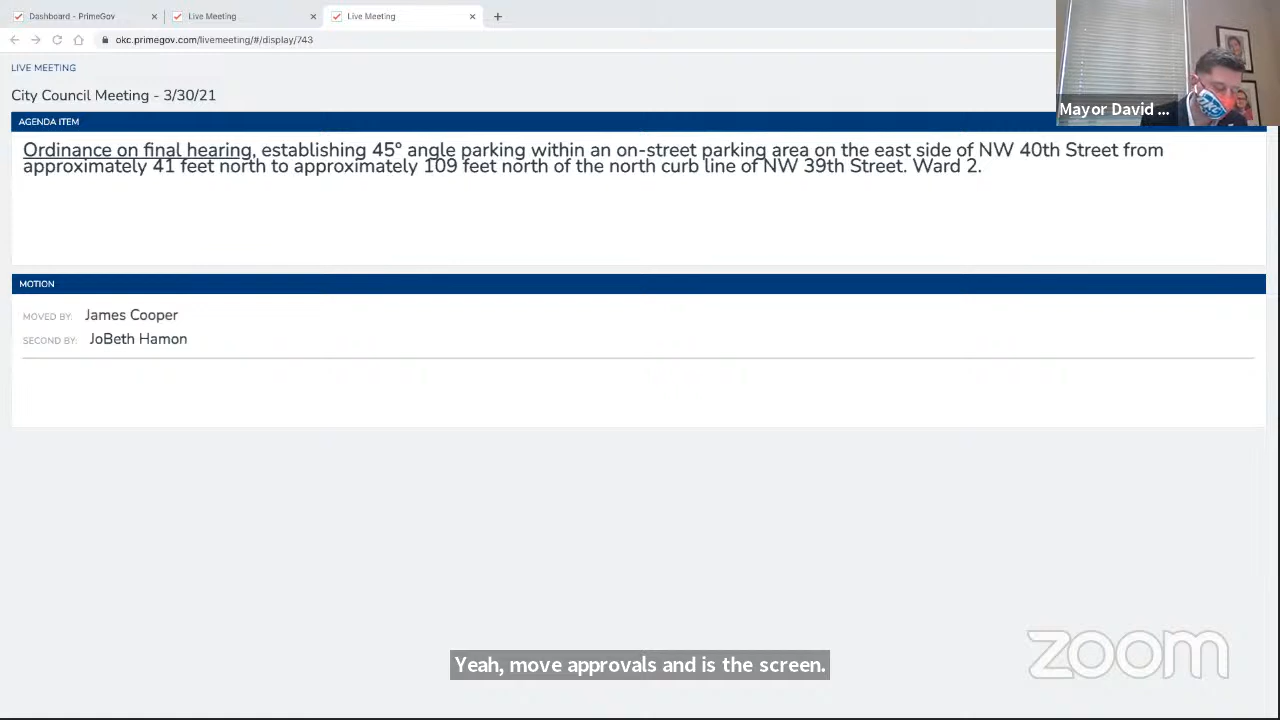 Dashboard - PrimeGov
Live Meeting
Live Meeting
okc.primegov.com/livemeeting/#/display/743
LIVE MEETING
City Council Meeting - 3/30/21
AGENDA ITEM
Ordinance on final hearing, establishing 45° angle parking within an on-street parking area on the east side of NW 40th Street from
approximately 41 feet north to approximately 109 feet north of the north curb line of NW 39th Street. Ward 2.
MOTION
MOVED BY: James Cooper
SECOND BY: JoBeth Hamon
Mayor David ...
Yeah, move approvals and is the screen.
zoom